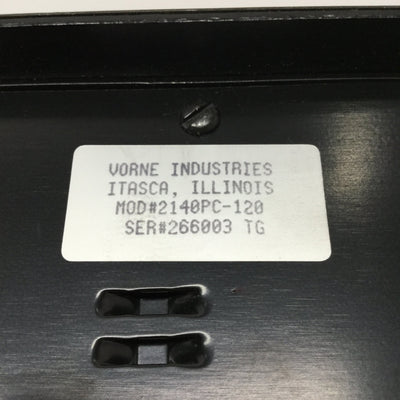 VORNE INDUSTRIES
ITASCA, ILLINOIS
MOD#2140PC-120
SER#266003 TG